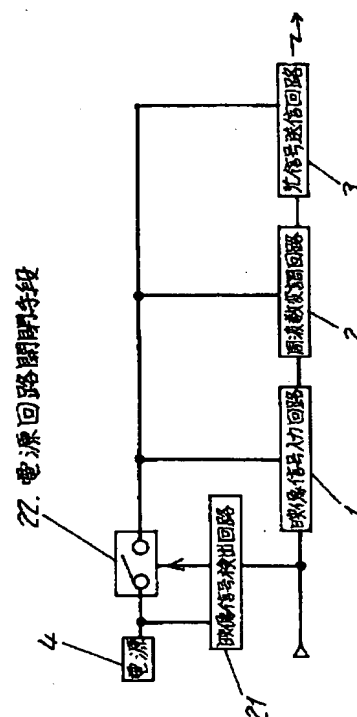 22. 電源回路開閉手段
4
電源
映像信号検出回路
21
映像信号入力回路
1
周波数変調回路
2
光信号送信回路
3